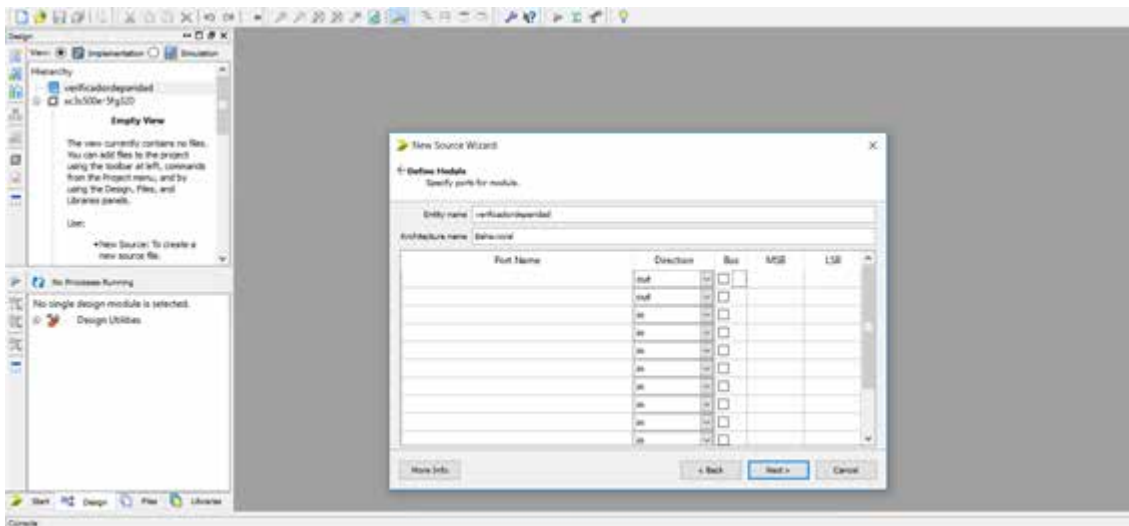 Design
View: Implementation Simulation
Hierarchy
verificadordeparidad
xc3s500e-5fg320
Empty View
The view currently contains no files.
You can add files to the project
using the toolbar at left, commands
from the Project menu, and by
using the Design, Files, and
Libraries panels.
Use:
•New Source: To create a
new source file.
No Processes Running
No single design module is selected.
Design Utilities
Start Design Files Libraries
Console
New Source Wizard
Define Module
Specify ports for module.
Entity name verificadordeparidad
Architecture name Behavioral
Port Name Direction Bus MSB LSB
out
out
in
in
in
in
in
in
in
in
More Info
< Back Next > Cancel